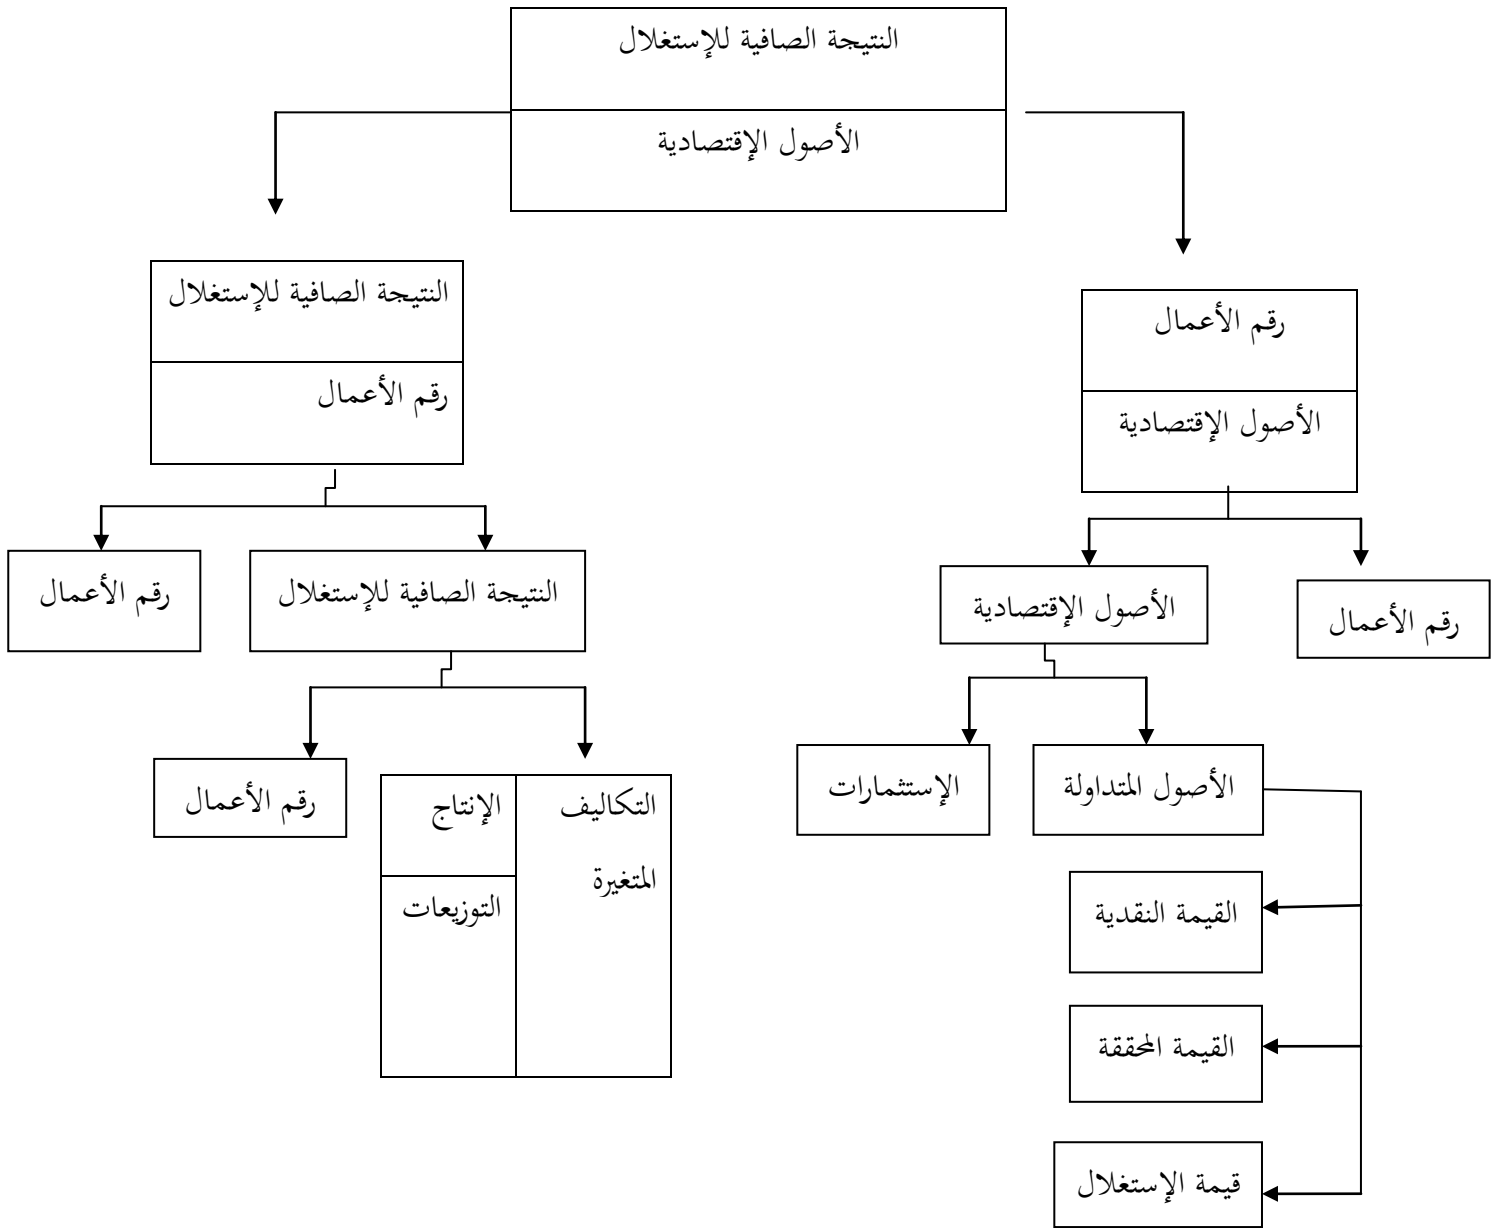 النتيجة الصافية للإستغلال
الأصول الإقتصادية
رقم الأعمال
الأصول الإقتصادية
النتيجة الصافية للإستغلال
رقم الأعمال
رقم الأعمال
الأصول الإقتصادية
النتيجة الصافية للإستغلال
رقم الأعمال
الأصول المتداولة
الإستثمارات
التكاليف
المتغيرة
الإنتاج
التوزيعات
رقم الأعمال
القيمة النقدية
القيمة المحققة
قيمة الإستغلال